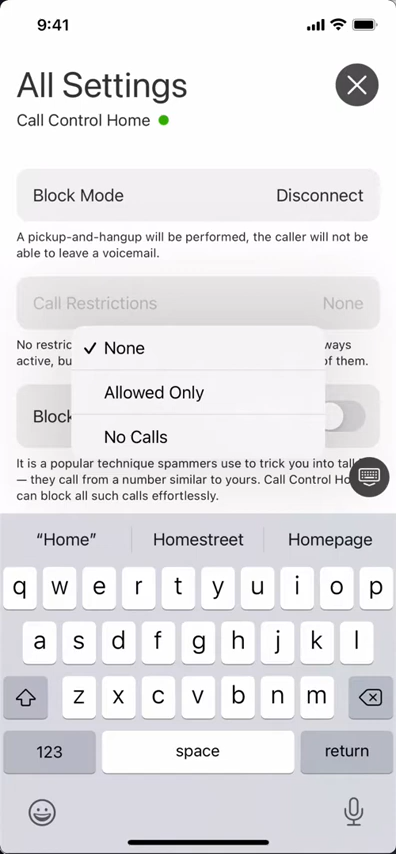 9:41
All Settings
Call Control Home
Block Mode Disconnect
A pickup-and-hangup will be performed, the caller will not be
able to leave a voicemail.
Call Restrictions None
No restric ways
active, bu of them.
✓ None
Allowed Only
No Calls
Block
It is a popular technique spammers use to trick you into tal
— they call from a number similar to yours. Call Control Ho
can block all such calls effortlessly.
“Home” Homestreet Homepage
q w e r t y u i o p
a s d f g h j k l
z x c v b n m
123 space return